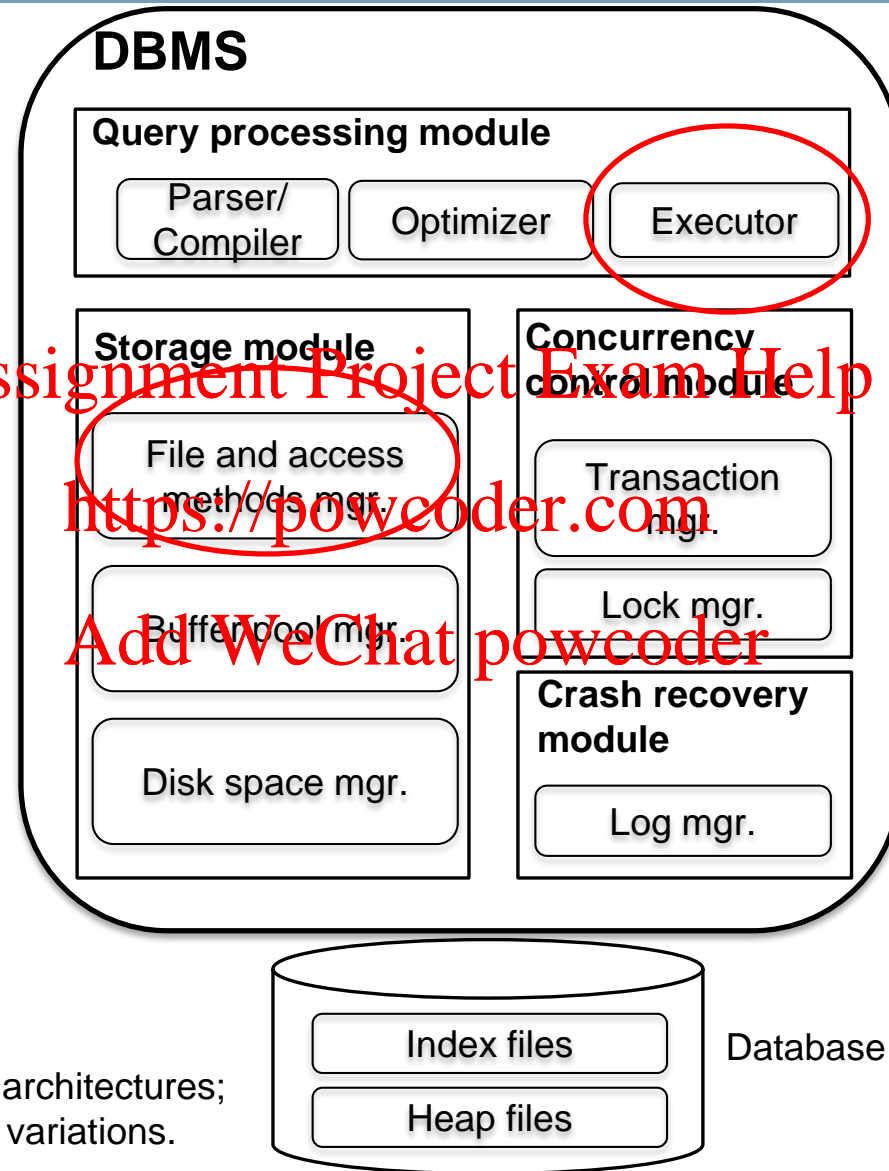 DBMS
Query processing module
Parser/
Compiler
Optimizer
Executor
Storage module
Concurrency
control module
ssignment Project Exam Help
File and access
methods mgr.
Transaction
mgr.
https://powcoder.com
Buffer pool mgr.
Lock mgr.
Add WeChat powcoder
Crash recovery
module
Disk space mgr.
Log mgr.
Index files
Database
architectures;
Heap files
variations.